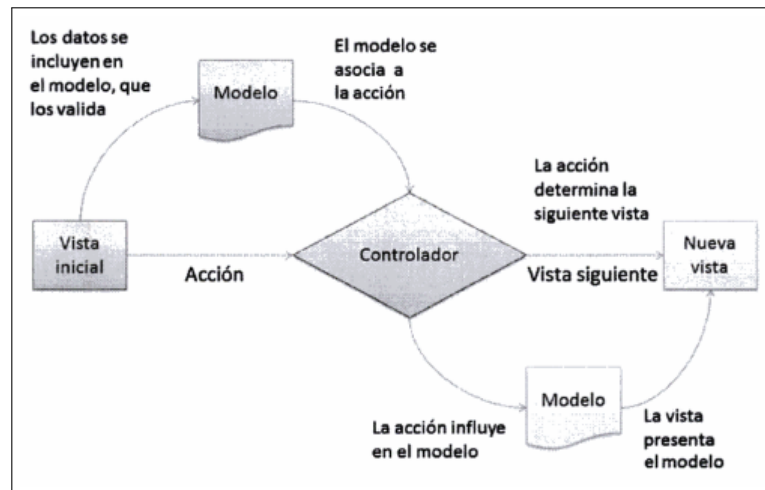 Los datos se
incluyen en
el modelo, que
los valida
Modelo
El modelo se
asocia a
la acción
Vista
inicial
Acción
Controlador
La acción
determina la
siguiente vista
Vista siguiente
Nueva
vista
La acción influye
en el modelo
Modelo
La vista
presenta
el modelo